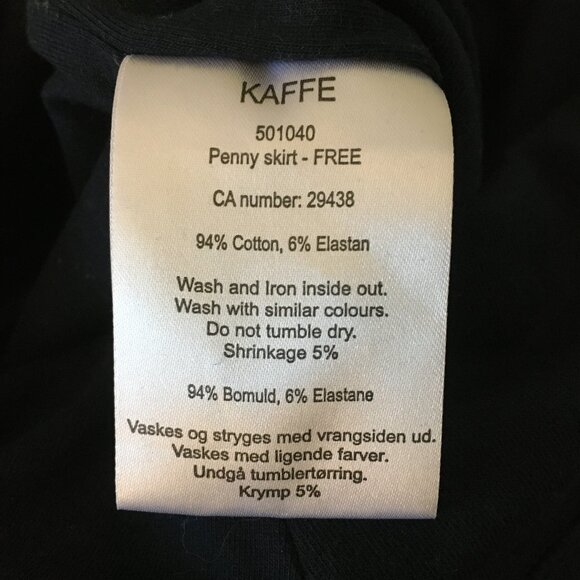 KAFFE
501040
Penny skirt - FREE
CA number: 29438
94% Cotton, 6% Elastan
Wash and Iron inside out.
Wash with similar colours.
Do not tumble dry.
Shrinkage 5%
94% Bomuld, 6% Elastane
Vaskes og stryges med vrangsiden ud.
Vaskes med ligende farver.
Undgå tumblertørring.
Krymp 5%